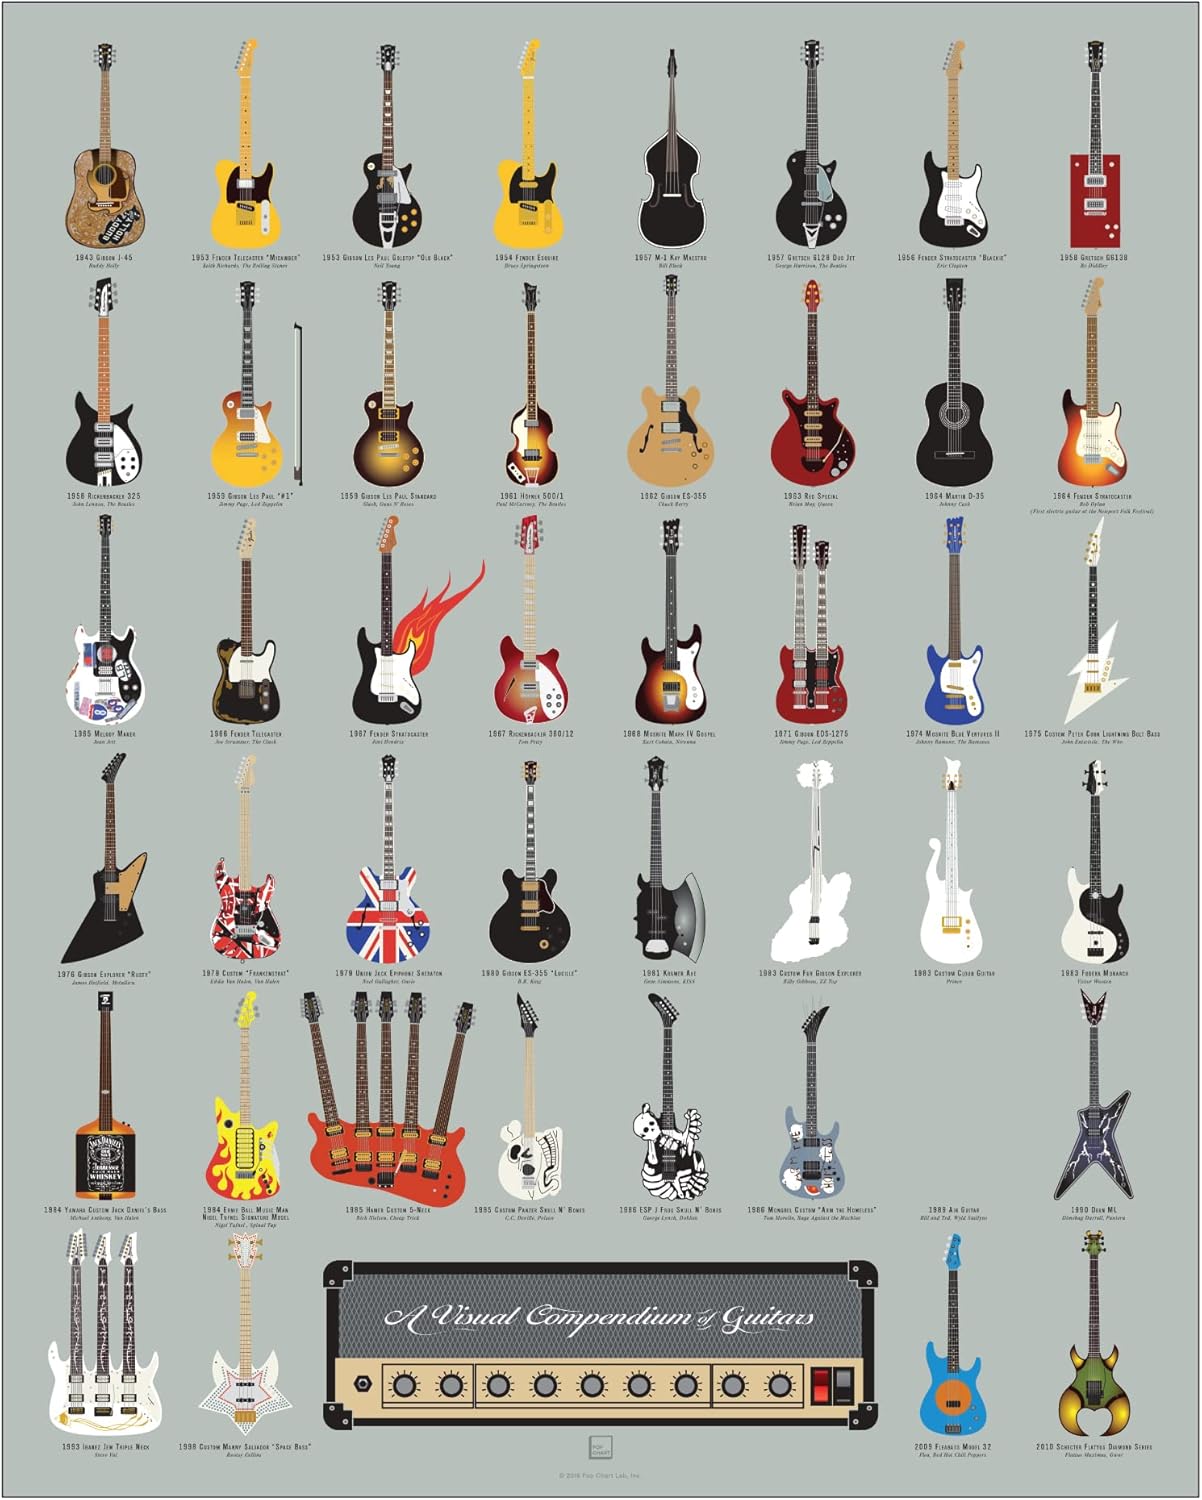 BUDDY HOLLY
1943 Gibson J-45
Buddy Holly
1953 Fender Telecaster "Micawber"
Keith Richards, The Rolling Stones
1953 Gibson Les Paul Goldtop "Old Black"
Neil Young
1954 Fender Esquire
Bruce Springsteen
1957 M-1 Kay Maestro
Bill Black
1957 Gretsch 6128 Duo Jet
George Harrison, The Beatles
1956 Fender Stratocaster "Blackie"
Eric Clapton
1958 Gretsch G6138
Bo Diddley
1958 Rickenbacker 325
John Lennon, The Beatles
1959 Gibson Les Paul "#1"
Jimmy Page, Led Zeppelin
1959 Gibson Les Paul Standard
Slash, Guns N' Roses
1961 Höfner 500/1
Paul McCartney, The Beatles
1962 Gibson ES-355
Chuck Berry
1963 Red Special
Brian May, Queen
1964 Martin D-35
Johnny Cash
1964 Fender Stratocaster
Bob Dylan
(First electric guitar at the Newport Folk Festival)
1965 Melody Maker
Joan Jett
1966 Fender Telecaster
Joe Strummer, The Clash
1967 Fender Stratocaster
Jimi Hendrix
1967 Rickenbacker 360/12
Tom Petty
1968 Mosrite Mark IV Gospel
Kurt Cobain, Nirvana
1971 Gibson EDS-1275
Jimmy Page, Led Zeppelin
1974 Mosrite Blue Ventures II
Johnny Ramone, The Ramones
1975 Custom Peter Cook Lightning Bolt Bass
John Entwistle, The Who
1976 Gibson Explorer "Rusty"
James Hetfield, Metallica
1978 Custom "Frankenstrat"
Eddie Van Halen, Van Halen
1979 Union Jack Epiphone Sheraton
Noel Gallagher, Oasis
1980 Gibson ES-355 "Lucille"
B.B. King
1981 Kramer Axe
Gene Simmons, KISS
1983 Custom Fur Gibson Explorer
Billy Gibbons, ZZ Top
1983 Custom Cloud Guitar
Prince
1983 Fodera Monarch
Victor Wooten
JACK DANIEL'S
Tennessee
WHISKEY
1984 Yamaha Custom Jack Daniel's Bass
Michael Anthony, Van Halen
1984 Ernie Ball Music Man
Nigel Tufnel Signature Model
Nigel Tufnel, Spinal Tap
1985 Hamer Custom 5-Neck
Rick Nielsen, Cheap Trick
1985 Custom Panzer Skull N' Bones
C.C. Deville, Poison
1986 ESP J Frog Skull N' Bones
George Lynch, Dokken
1986 Mongrel Custom "Arm the Homeless"
Tom Morello, Rage Against the Machine
1989 Air Guitar
Bill and Ted, Wyld Stallyns
1990 Dean ML
Dimebag Darrell, Pantera
1993 Ibanez Jem Triple Neck
Steve Vai
1998 Custom Manny Salvador "Space Bass"
Bootsy Collins
A Visual Compendium of Guitars
2009 Fleabass Model 32
Flea, Red Hot Chili Peppers
2010 Schecter Flattus Diamond Series
Flattus Maximus, Gwar
POP
CHART
© 2016 Pop Chart Lab, Inc.